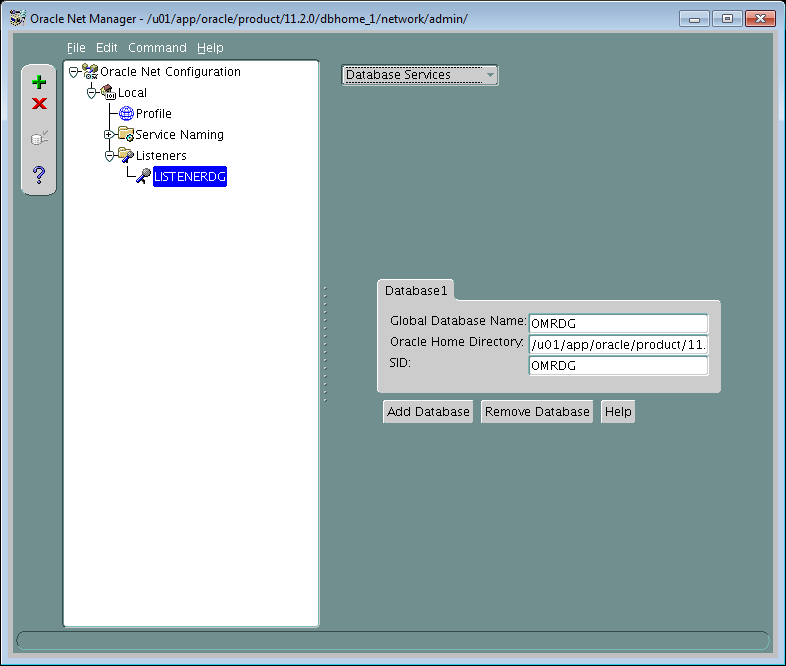 Oracle Net Manager - /u01/app/oracle/product/11.2.0/dbhome_1/network/admin/
File Edit Command Help
Oracle Net Configuration
Local
Profile
Service Naming
Listeners
LISTENERDG
Database Services
Database1
Global Database Name: OMRDG
Oracle Home Directory: /u01/app/oracle/product/11.
SID: OMRDG
Add Database Remove Database Help